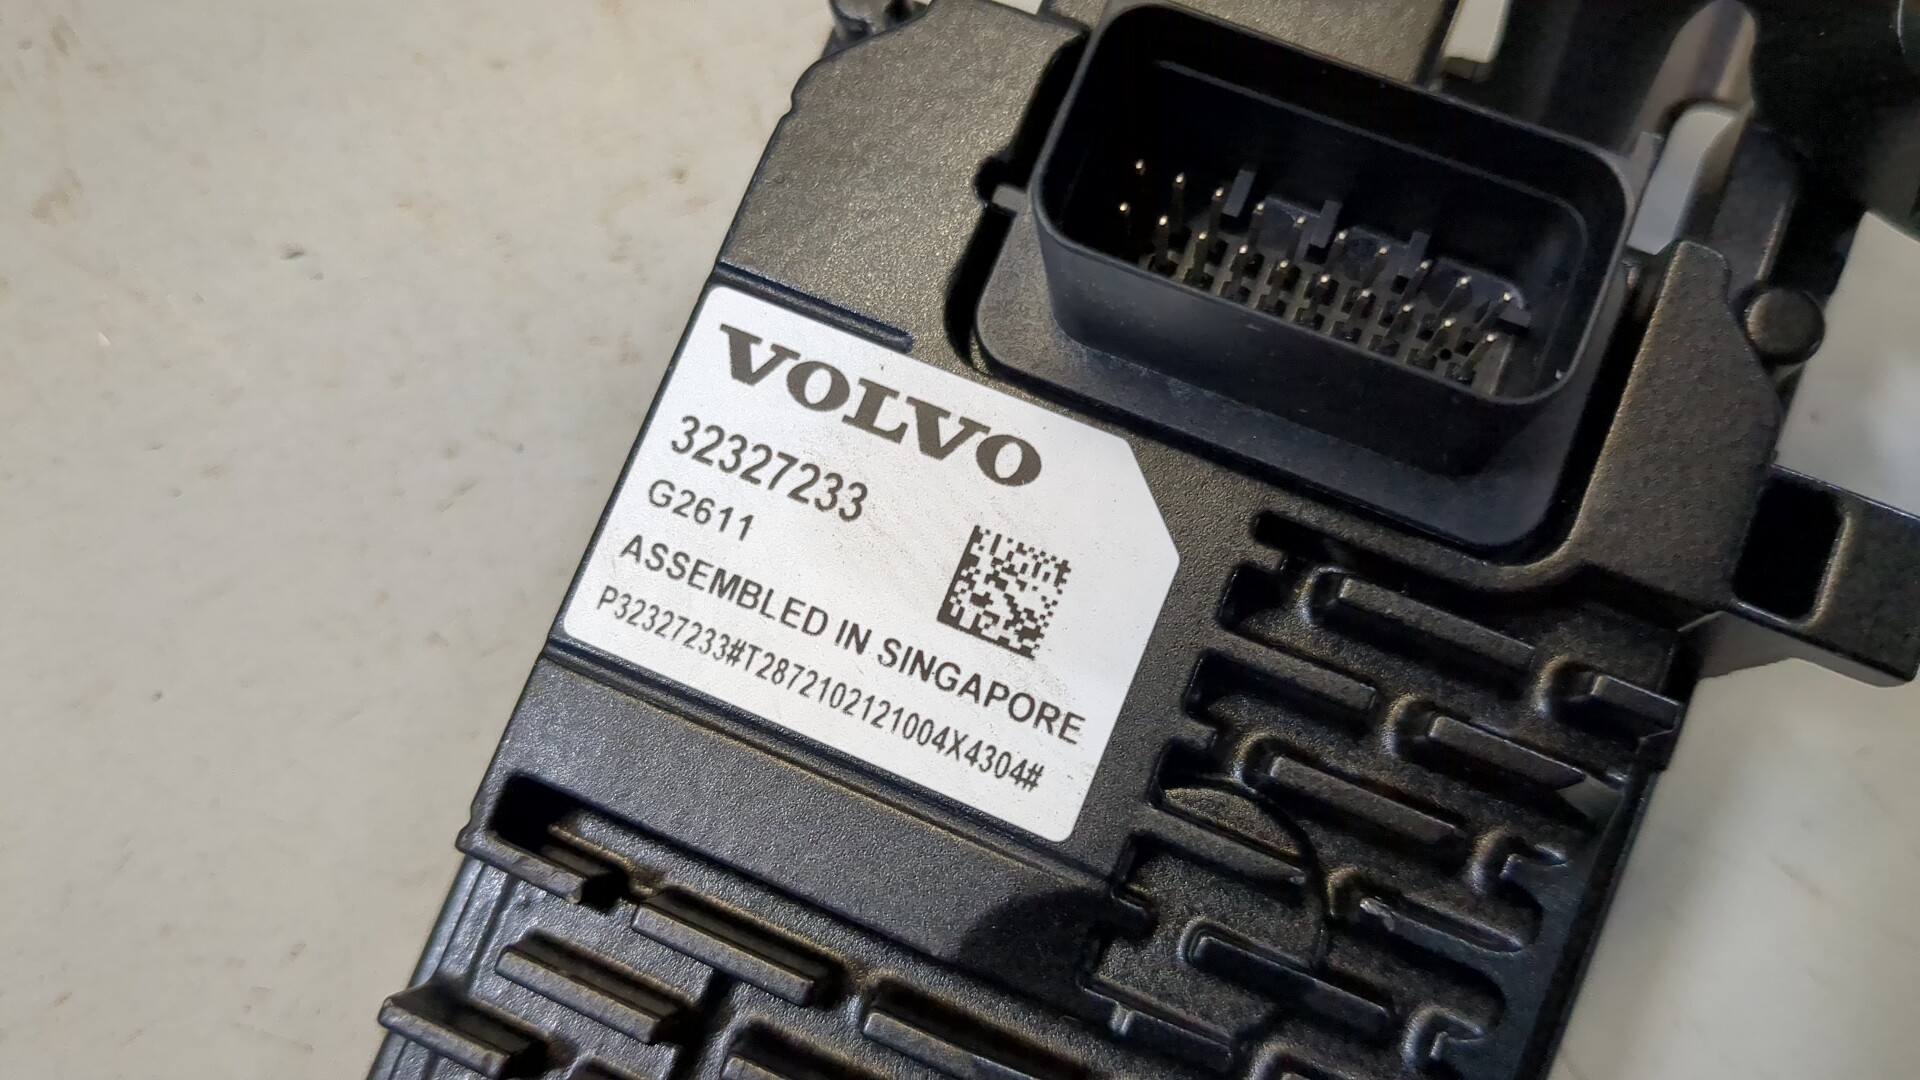 VOLVO
32327233
G2611
ASSEMBLED IN SINGAPORE
P32327233#T2872102121004X4304#